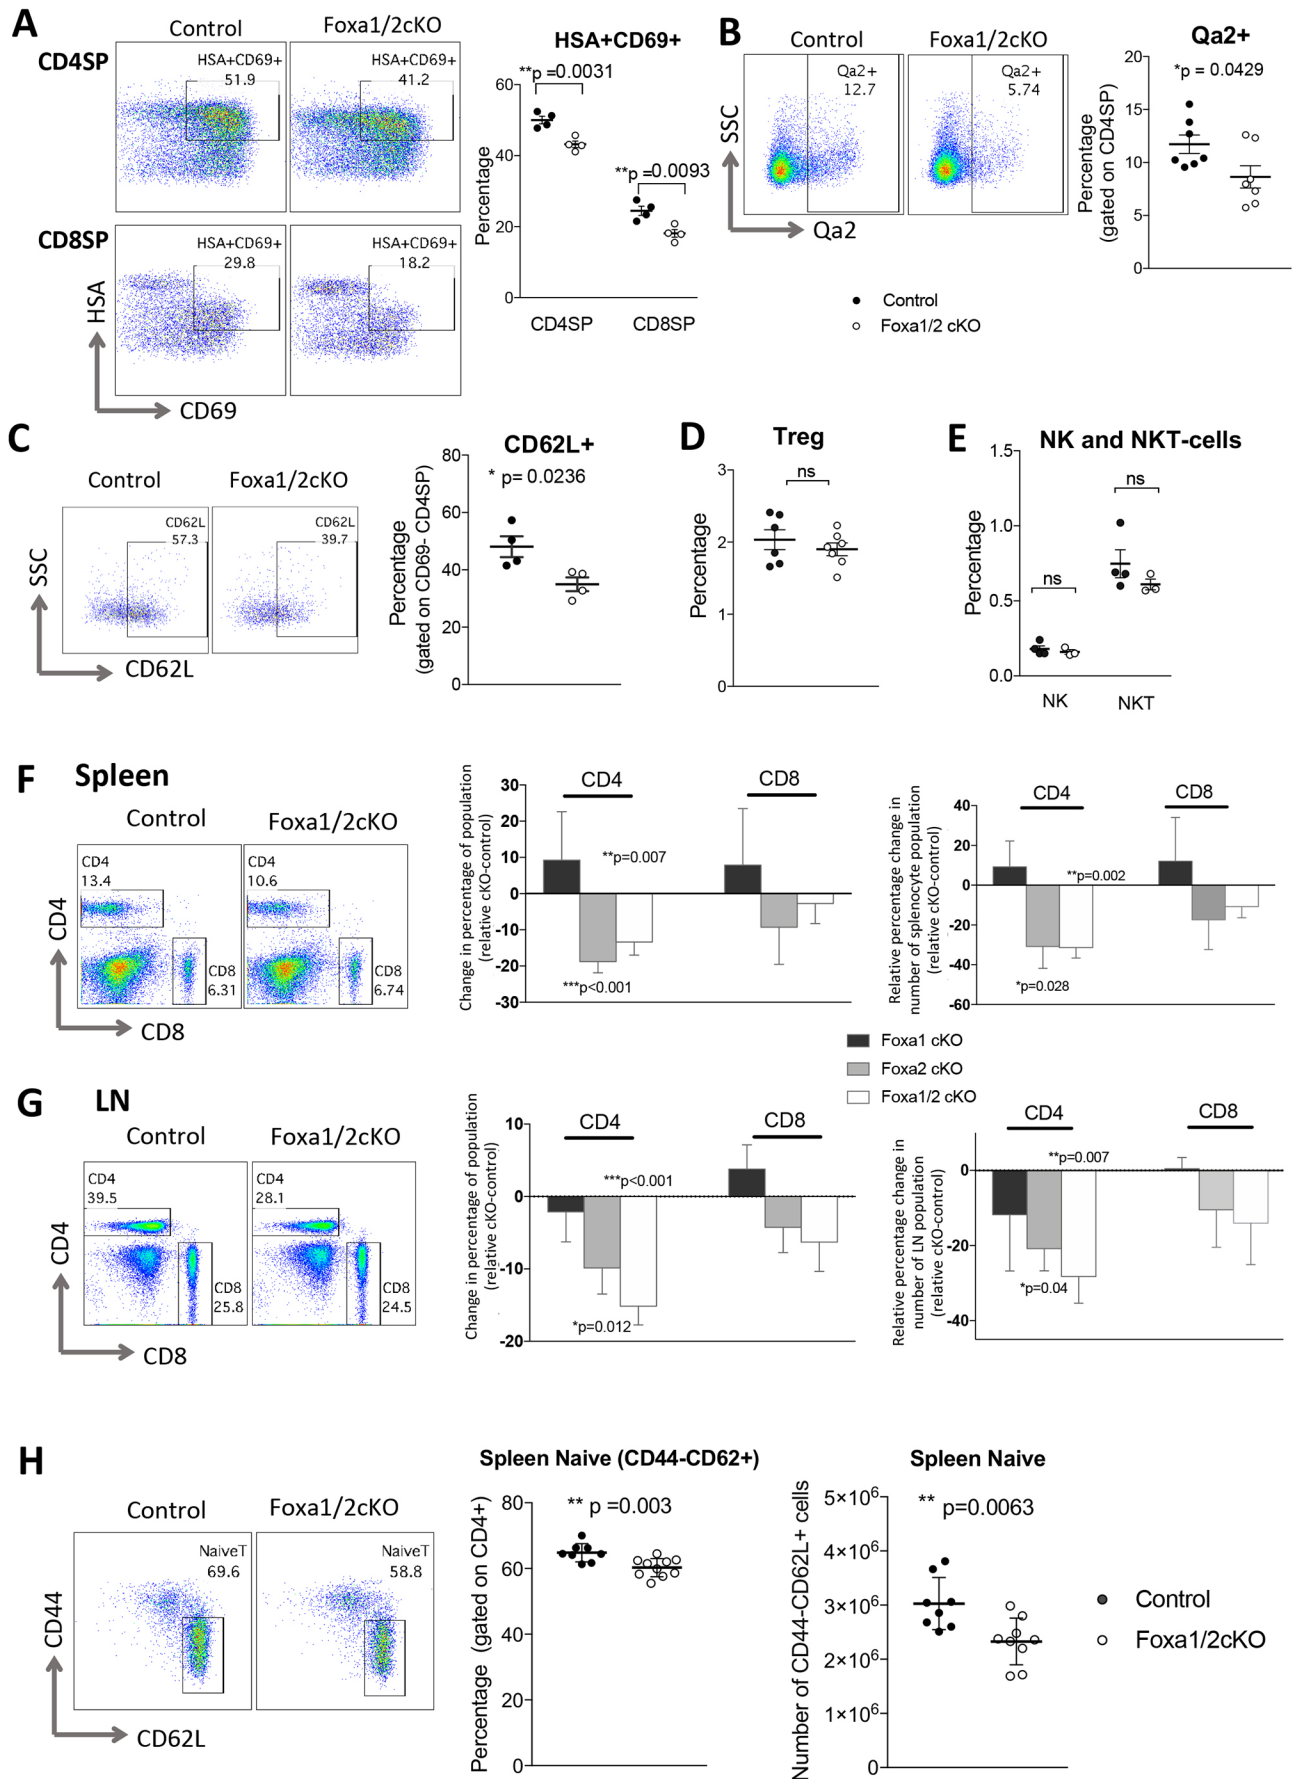 A
Control
Foxa1/2cKO
CD4SP
HSA+CD69+
51.9
HSA+CD69+
41.2
CD8SP
HSA+CD69+
29.8
HSA+CD69+
18.2
HSA
CD69
HSA+CD69+
**p =0.0031
**p =0.0093
Percentage
60
40
20
0
CD4SP
CD8SP
B
Control
Foxa1/2cKO
Qa2+
12.7
Qa2+
5.74
SSC
Qa2
Qa2+
*p = 0.0429
Percentage
(gated on CD4SP)
20
15
10
5
0
Control
Foxa1/2 cKO
C
Control
Foxa1/2cKO
CD62L
57.3
CD62L
39.7
SSC
CD62L
CD62L+
* p= 0.0236
Percentage
(gated on CD69- CD4SP)
80
60
40
20
0
D
Treg
ns
Percentage
3
2
1
0
E
NK and NKT-cells
ns
ns
Percentage
1.5
1.0
0.5
0.0
NK
NKT
F
Spleen
Control
Foxa1/2cKO
CD4
13.4
CD4
10.6
CD8
6.31
CD8
6.74
CD4
CD8
Change in percentage of population
(relative cKO-control)
30
20
10
0
-10
-20
-30
CD4
CD8
**p=0.007
***p<0.001
Relative percentage change in
number of splenocyte population
(relative cKO-control)
40
20
0
-20
-40
-60
CD4
CD8
**p=0.002
*p=0.028
Foxa1 cKO
Foxa2 cKO
Foxa1/2 cKO
G
LN
Control
Foxa1/2cKO
CD4
39.5
CD4
28.1
CD8
25.8
CD8
24.5
CD4
CD8
Change in percentage of population
(relative cKO-control)
10
0
-10
-20
CD4
CD8
***p<0.001
*p=0.012
Relative percentage change in
number of LN population
(relative cKO-control)
0
-20
-40
CD4
CD8
**p=0.007
*p=0.04
H
Control
Foxa1/2cKO
NaiveT
69.6
NaiveT
58.8
CD44
CD62L
Spleen Naive (CD44-CD62+)
** p =0.003
Percentage (gated on CD4+)
80
60
40
20
0
Spleen Naive
** p=0.0063
Number of CD44-CD62L+ cells
5×10⁶
4×10⁶
3×10⁶
2×10⁶
1×10⁶
0
Control
Foxa1/2cKO